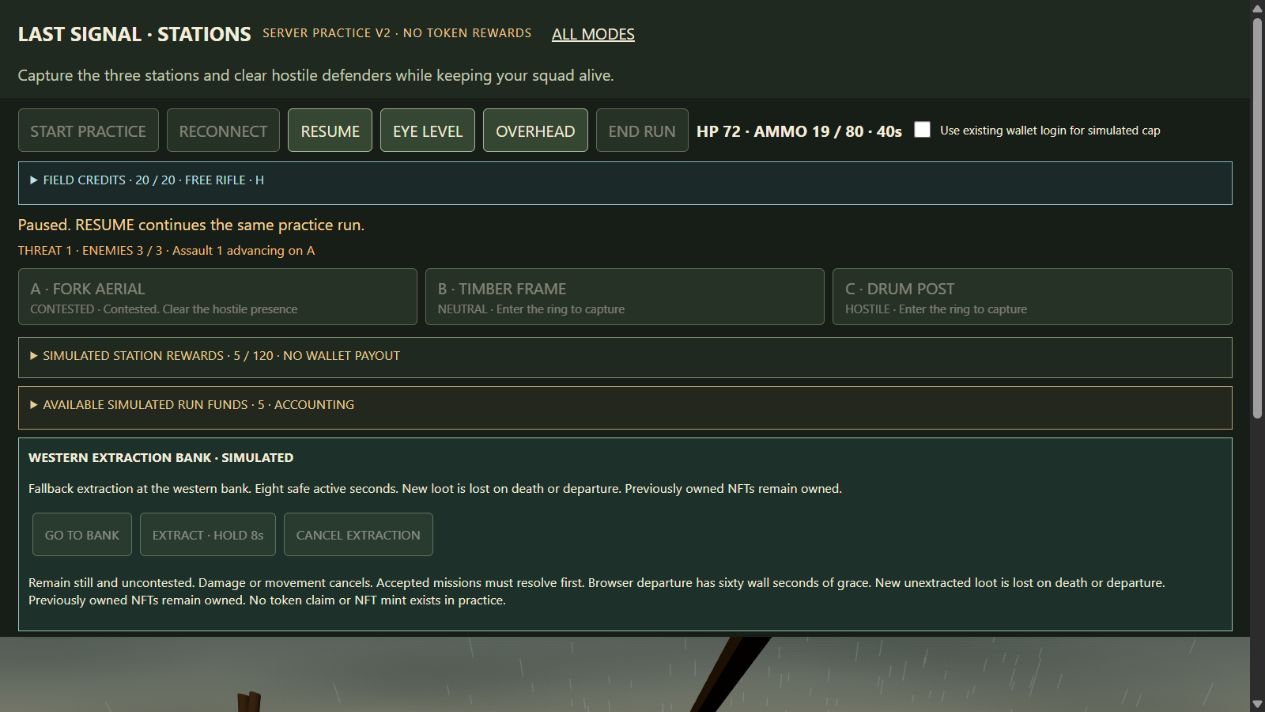 LAST SIGNAL · STATIONS SERVER PRACTICE V2 · NO TOKEN REWARDS ALL MODES
Capture the three stations and clear hostile defenders while keeping your squad alive.
START PRACTICE RECONNECT RESUME EYE LEVEL OVERHEAD END RUN HP 72 · AMMO 19 / 80 · 40s Use existing wallet login for simulated cap
▶ FIELD CREDITS · 20 / 20 · FREE RIFLE · H
Paused. RESUME continues the same practice run.
THREAT 1 · ENEMIES 3 / 3 · Assault 1 advancing on A
A · FORK AERIAL B · TIMBER FRAME C · DRUM POST
CONTESTED · Contested. Clear the hostile presence NEUTRAL · Enter the ring to capture HOSTILE · Enter the ring to capture
▶ SIMULATED STATION REWARDS · 5 / 120 · NO WALLET PAYOUT
▶ AVAILABLE SIMULATED RUN FUNDS · 5 · ACCOUNTING
WESTERN EXTRACTION BANK · SIMULATED
Fallback extraction at the western bank. Eight safe active seconds. New loot is lost on death or departure. Previously owned NFTs remain owned.
GO TO BANK EXTRACT · HOLD 8s CANCEL EXTRACTION
Remain still and uncontested. Damage or movement cancels. Accepted missions must resolve first. Browser departure has sixty wall seconds of grace. New unextracted loot is lost on death or departure.
Previously owned NFTs remain owned. No token claim or NFT mint exists in practice.